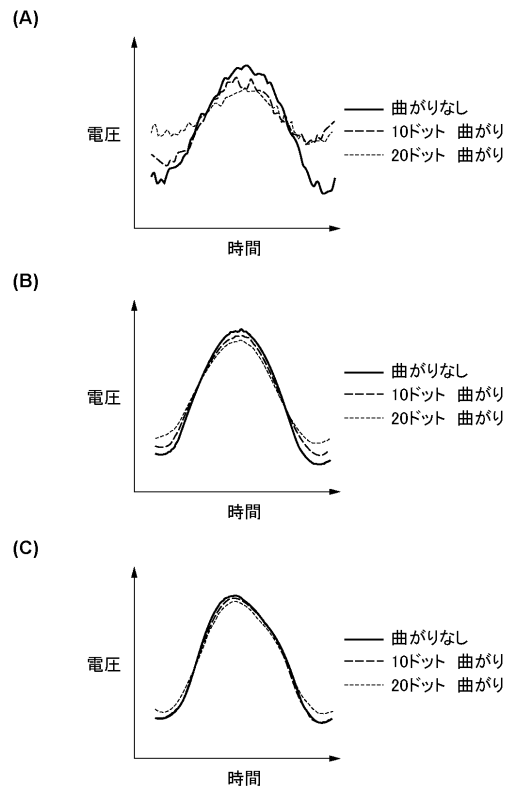 (A)
電圧
時間
曲がりなし
10ドット 曲がり
20ドット 曲がり
(B)
電圧
時間
曲がりなし
10ドット 曲がり
20ドット 曲がり
(C)
電圧
時間
曲がりなし
10ドット 曲がり
20ドット 曲がり